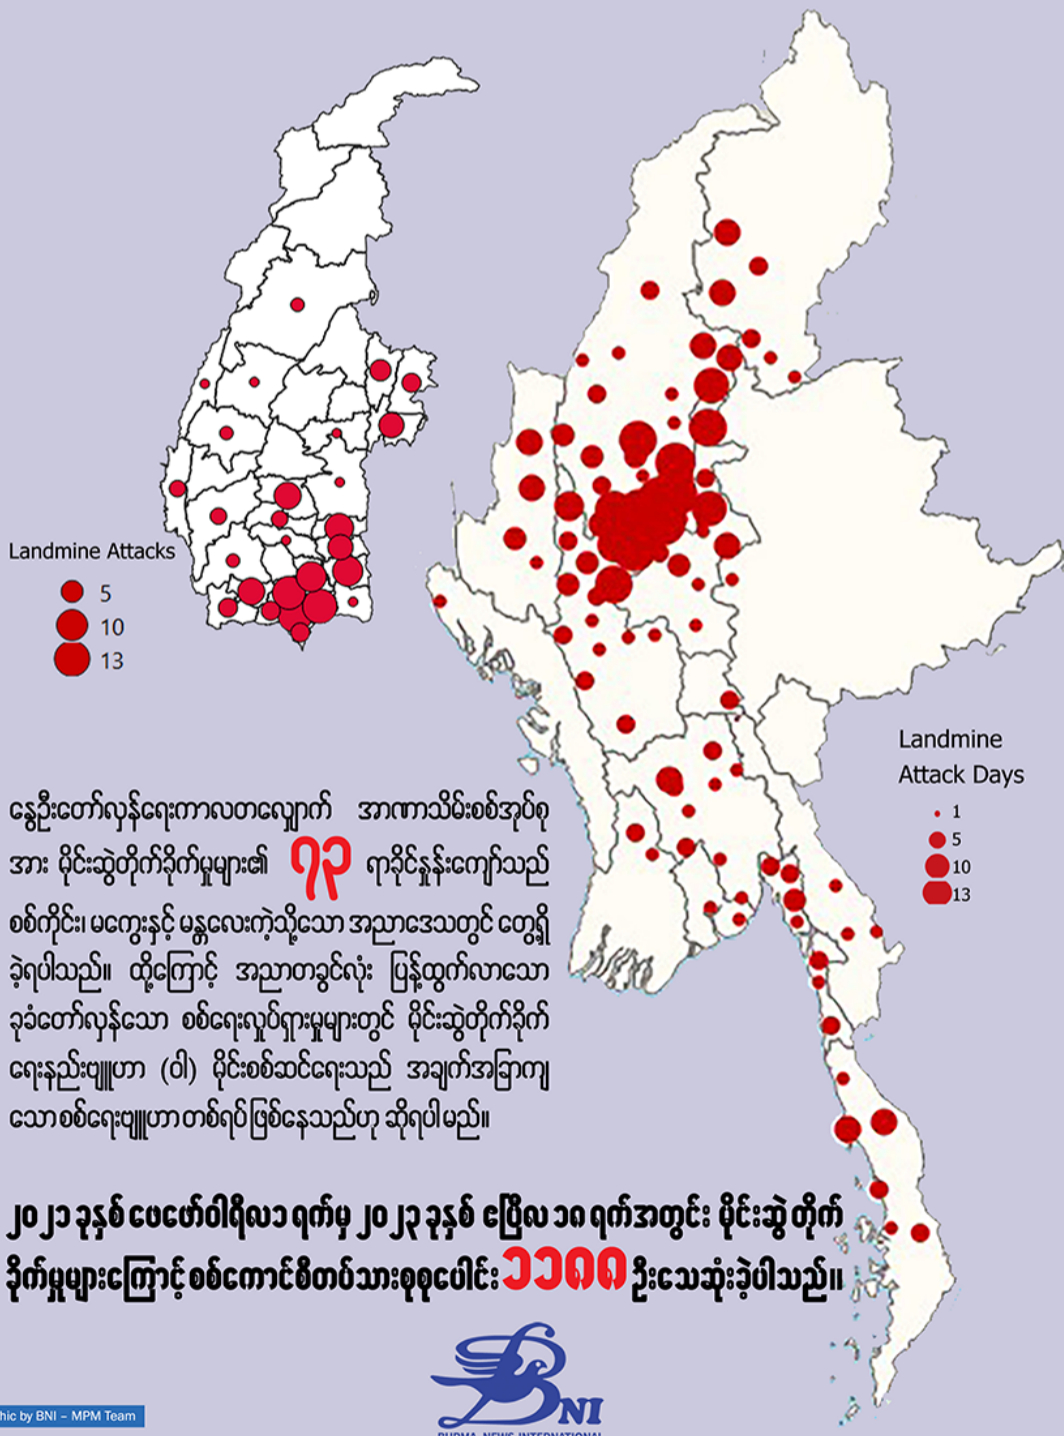 Landmine Attacks
5
10
13
Landmine
Attack Days
1
5
10
13
နွေဦးတော်လှန်ရေးကာလတလျှောက် အာဏာသိမ်းစစ်အုပ်စု
အား မိုင်းဆွဲတိုက်ခိုက်မှုများ၏ ၇၃ ရာခိုင်နှုန်းကျော်သည်
စစ်ကိုင်း၊ မကွေးနှင့် မန္တလေးကဲ့သို့သော အညာဒေသတွင် တွေ့ရှိ
ခဲ့ရပါသည်။ ထို့ကြောင့် အညာတခွင်လုံး ပြန့်ထွက်လာသော
ခုခံတော်လှန်သော စစ်ရေးလှုပ်ရှားမှုများတွင် မိုင်းဆွဲတိုက်ခိုက်
ရေးနည်းဗျူဟာ (ဝါ) မိုင်းစစ်ဆင်ရေးသည် အချက်အခြာကျ
သောစစ်ရေးဗျူဟာတစ်ရပ်ဖြစ်နေသည်ဟု ဆိုရပါမည်။
၂၀၂၁ ခုနှစ် ဖေဖော်ဝါရီလ၁ ရက်မှ ၂၀၂၃ ခုနှစ် ဧပြီလ ၁၈ ရက်အတွင်း မိုင်းဆွဲ တိုက်
ခိုက်မှုများကြောင့် စစ်ကောင်စီတပ်သားစုစုပေါင်း ၁၁၈၈ ဦးသေဆုံးခဲ့ပါသည်။
BNI
BURMA NEWS INTERNATIONAL
hic by BNI – MPM Team